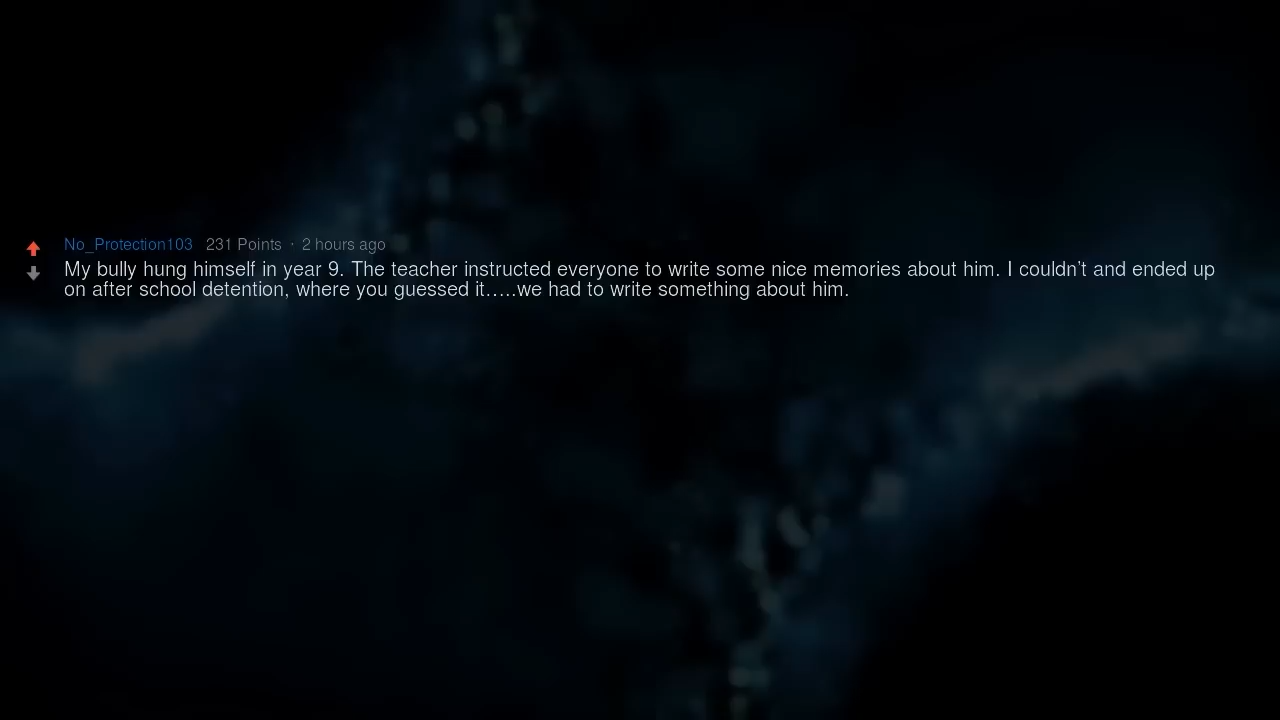 No_Protection103 231 Points · 2 hours ago
My bully hung himself in year 9. The teacher instructed everyone to write some nice memories about him. I couldn't and ended up
on after school detention, where you guessed it.....we had to write something about him.